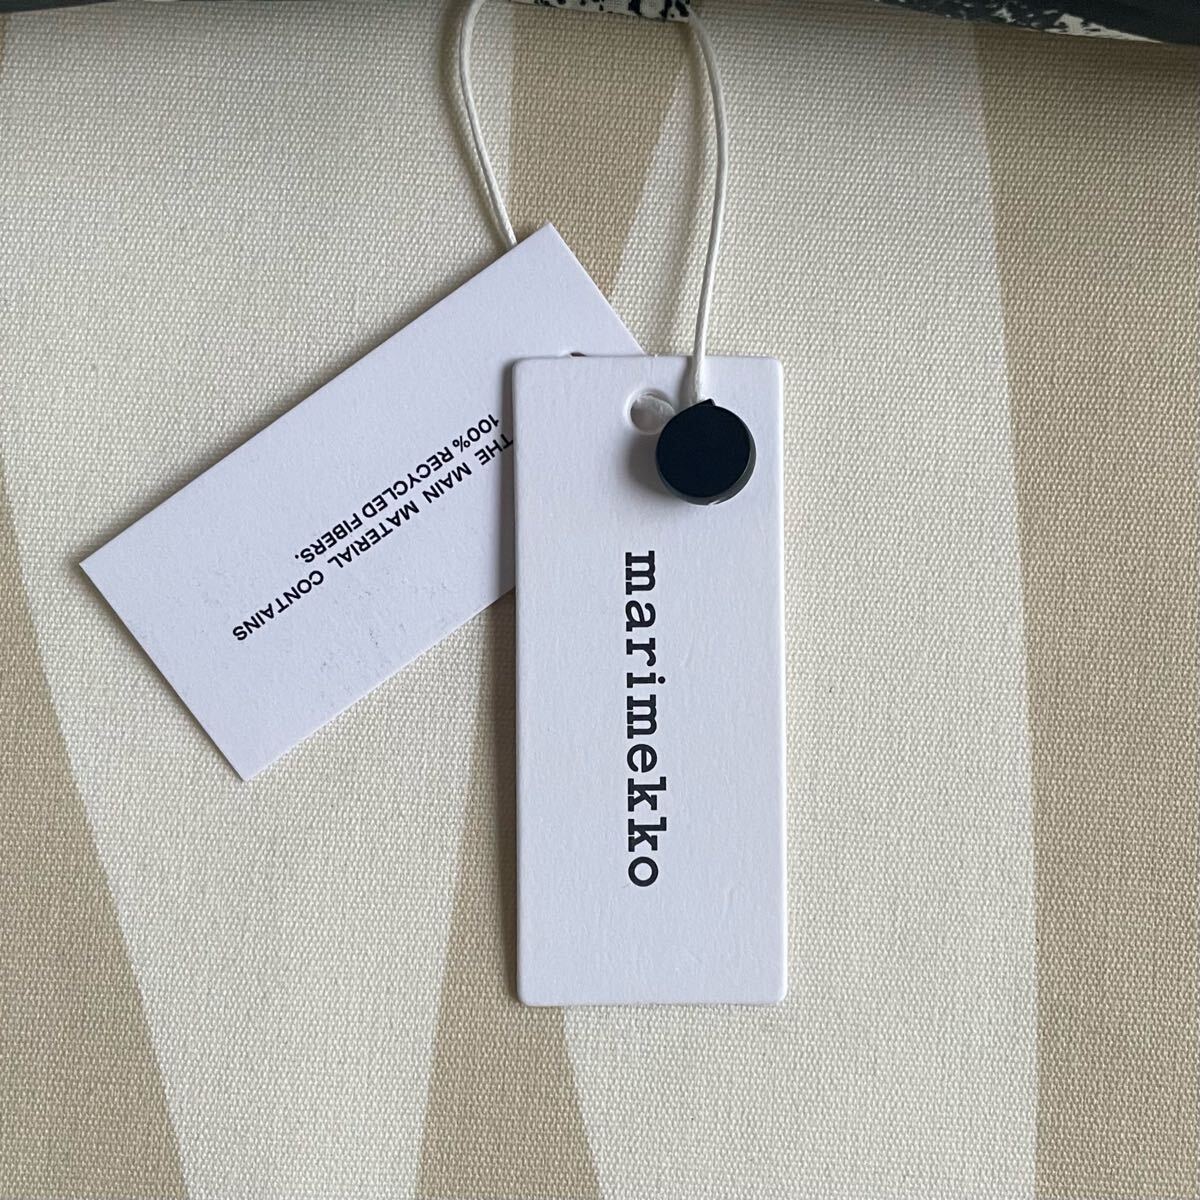 THE MAIN MATERIAL CONTAINS
100% RECYCLED FIBERS.
marimekko